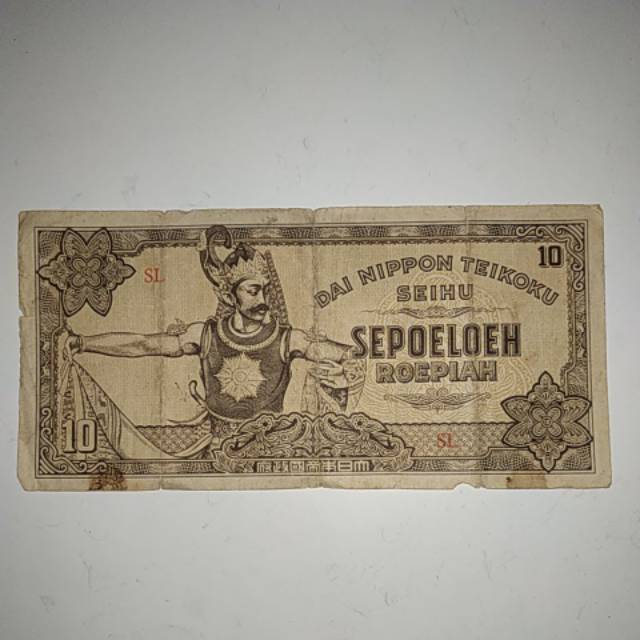 SL
10
DAI NIPPON TEIKOKU
SEIHU
SEPOELOEH
ROEPIAH
10
SL
府政國帝本日大